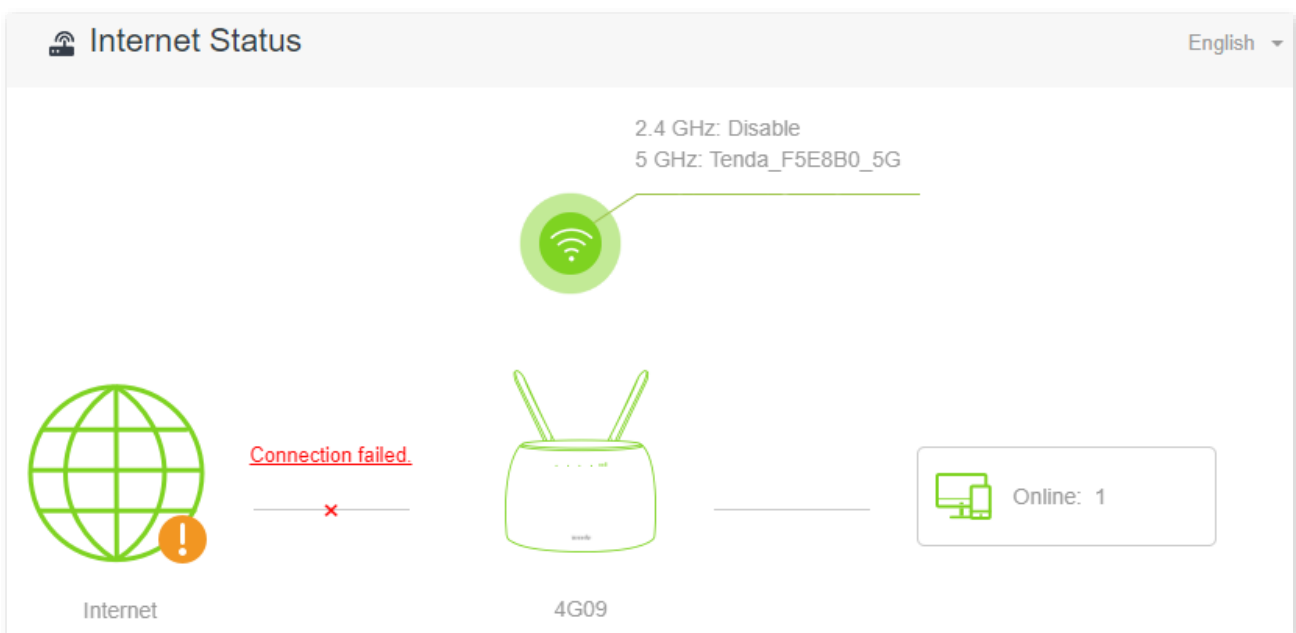 Internet Status
English
2.4 GHz: Disable
5 GHz: Tenda_F5E8B0_5G
Connection failed.
Online: 1
Internet
4G09